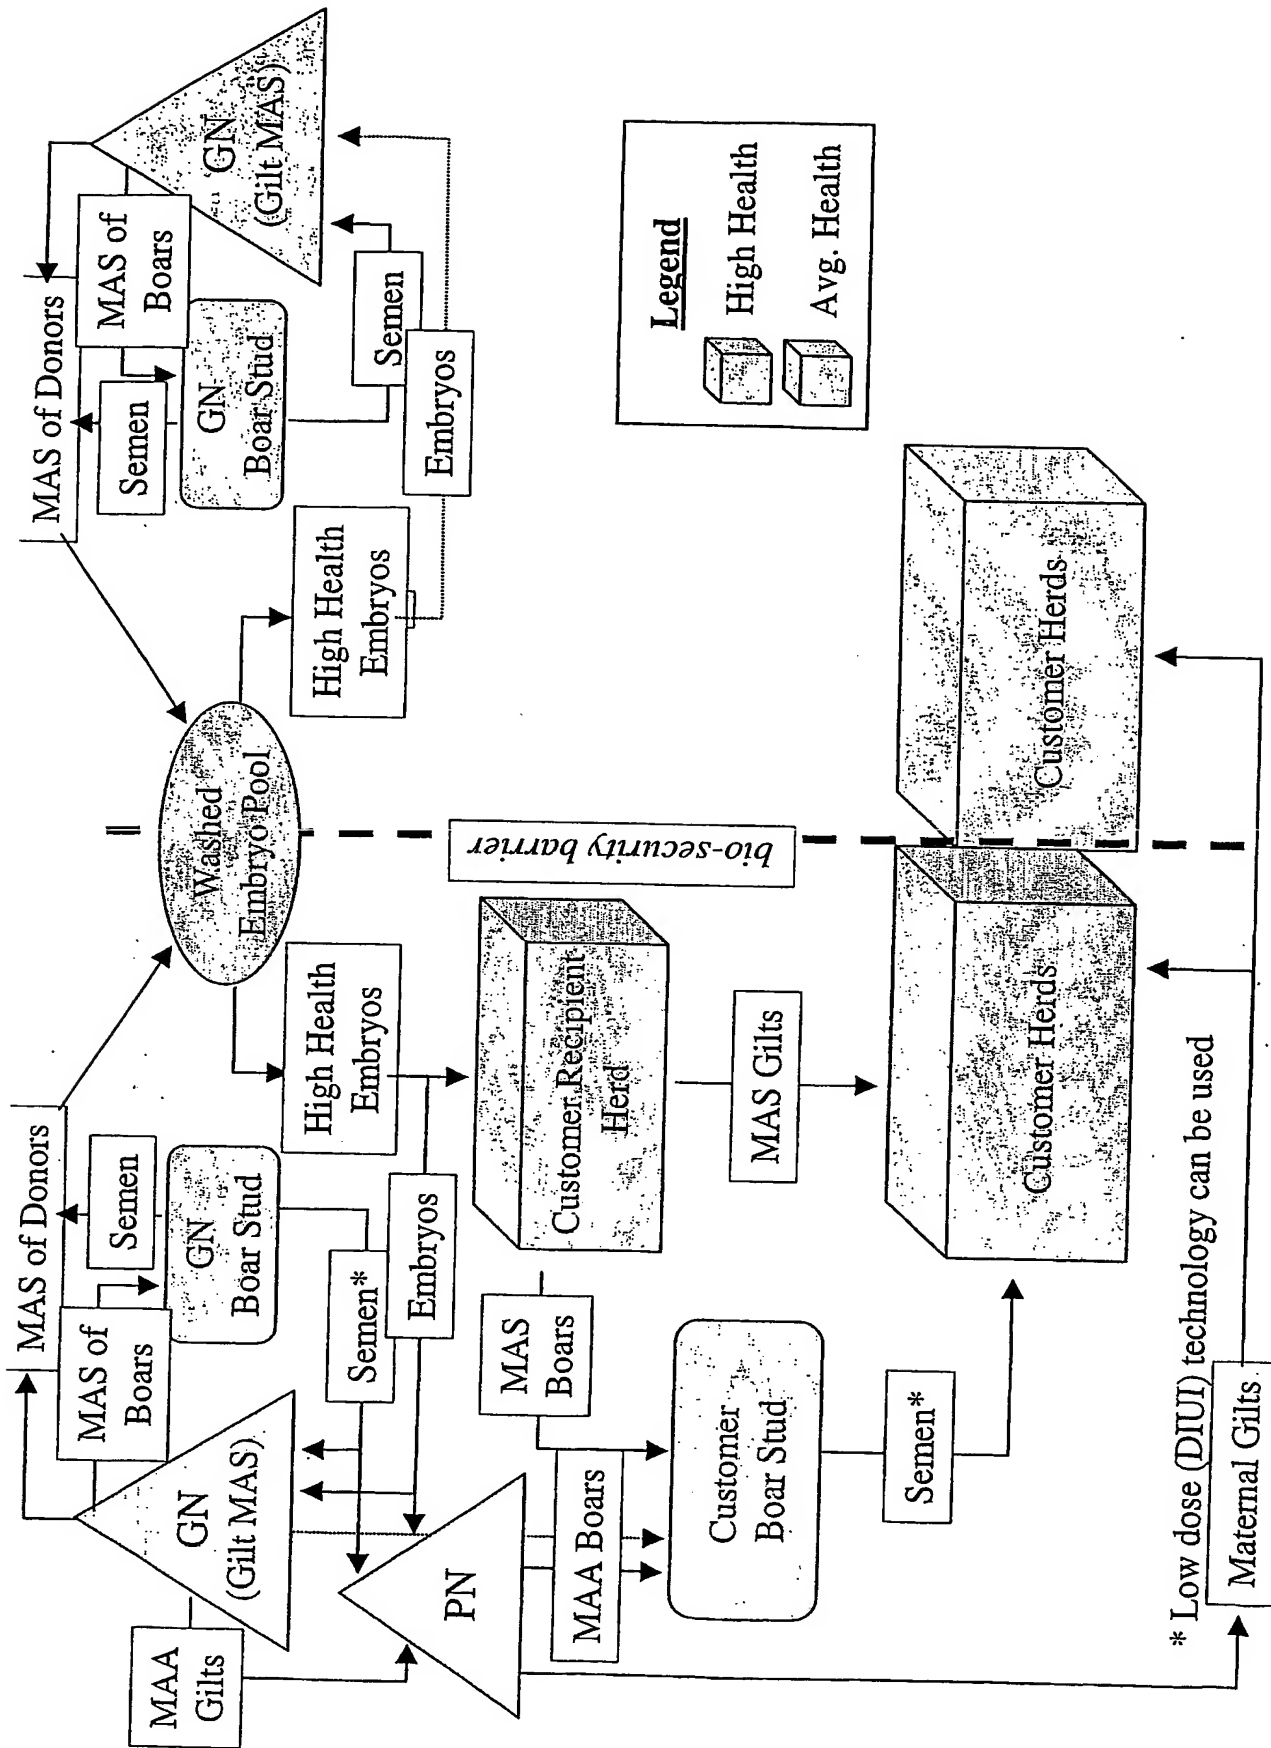 MAS of Donors
MAS of Donors
Semen
MAS of
Boars
GN
Boar Stud
GN
(Gilt MAS)
MAA
Gilts
Semen*
Embryos
High Health
Embryos
Washed
Embryo Pool
High Health
Embryos
Semen
MAS of
Boars
GN
Boar Stud
GN
(Gilt MAS)
Semen
Embryos
PN
MAA Boars
MAS
Boars
Customer Recipient
Herd
bio-security barrier
Legend
High Health
Avg. Health
Customer
Boar Stud
MAS Gilts
Semen*
Customer Herds
Customer Herds
* Low dose (DIUI) technology can be used
Maternal Gilts